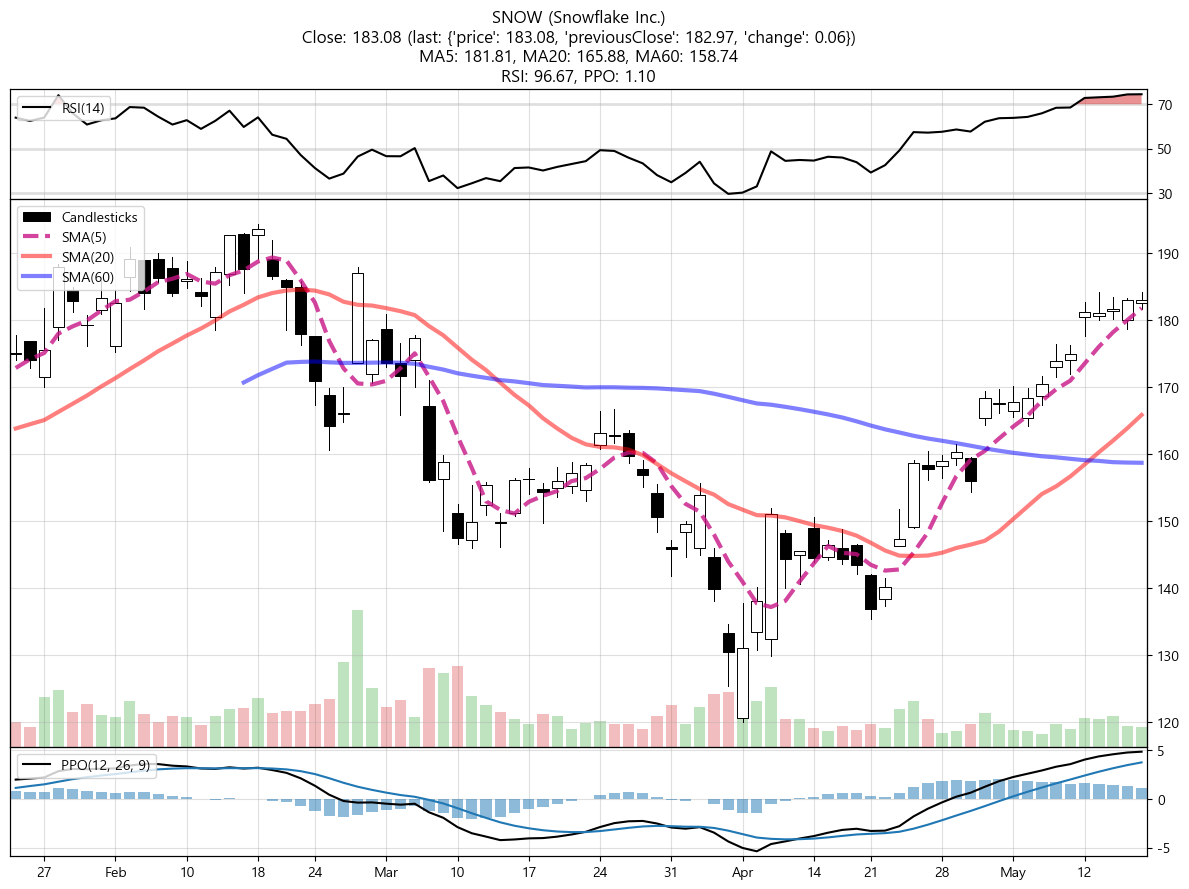 SNOW (Snowflake Inc.)
Close: 183.08 (last: {'price': 183.08, 'previousClose': 182.97, 'change': 0.06})
MA5: 181.81, MA20: 165.88, MA60: 158.74
RSI: 96.67, PPO: 1.10
RSI(14)
70
50
30
Candlesticks
SMA(5)
SMA(20)
SMA(60)
190
180
170
160
150
140
130
120
PPO(12, 26, 9)
5
0
-5
27 Feb 10 18 24 Mar 10 17 24 31 Apr 14 21 28 May 12